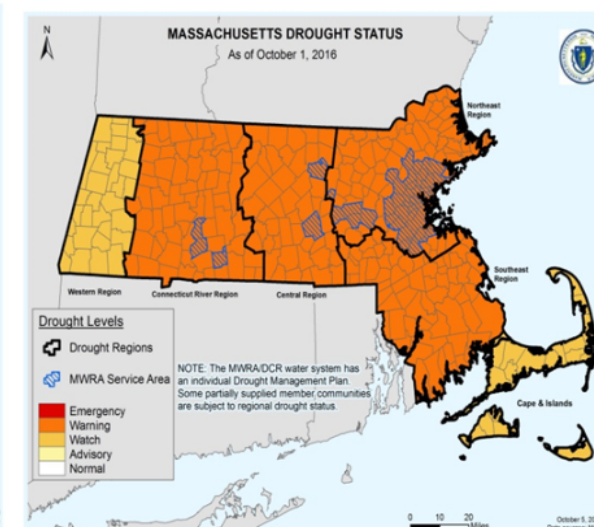 MASSACHUSETTS DROUGHT STATUS
As of October 1, 2016
N
Northeast
Region
Southeast
Region
Western Region
Connecticut River Region
Central Region
Cape & Islands
Drought Levels
Drought Regions
MWRA Service Area
Emergency
Warning
Watch
Advisory
Normal
NOTE: The MWRA/DCR water system has
an individual Drought Management Plan.
Some partially supplied member communities
are subject to regional drought status.
0 10 20
Miles
October 5, 20